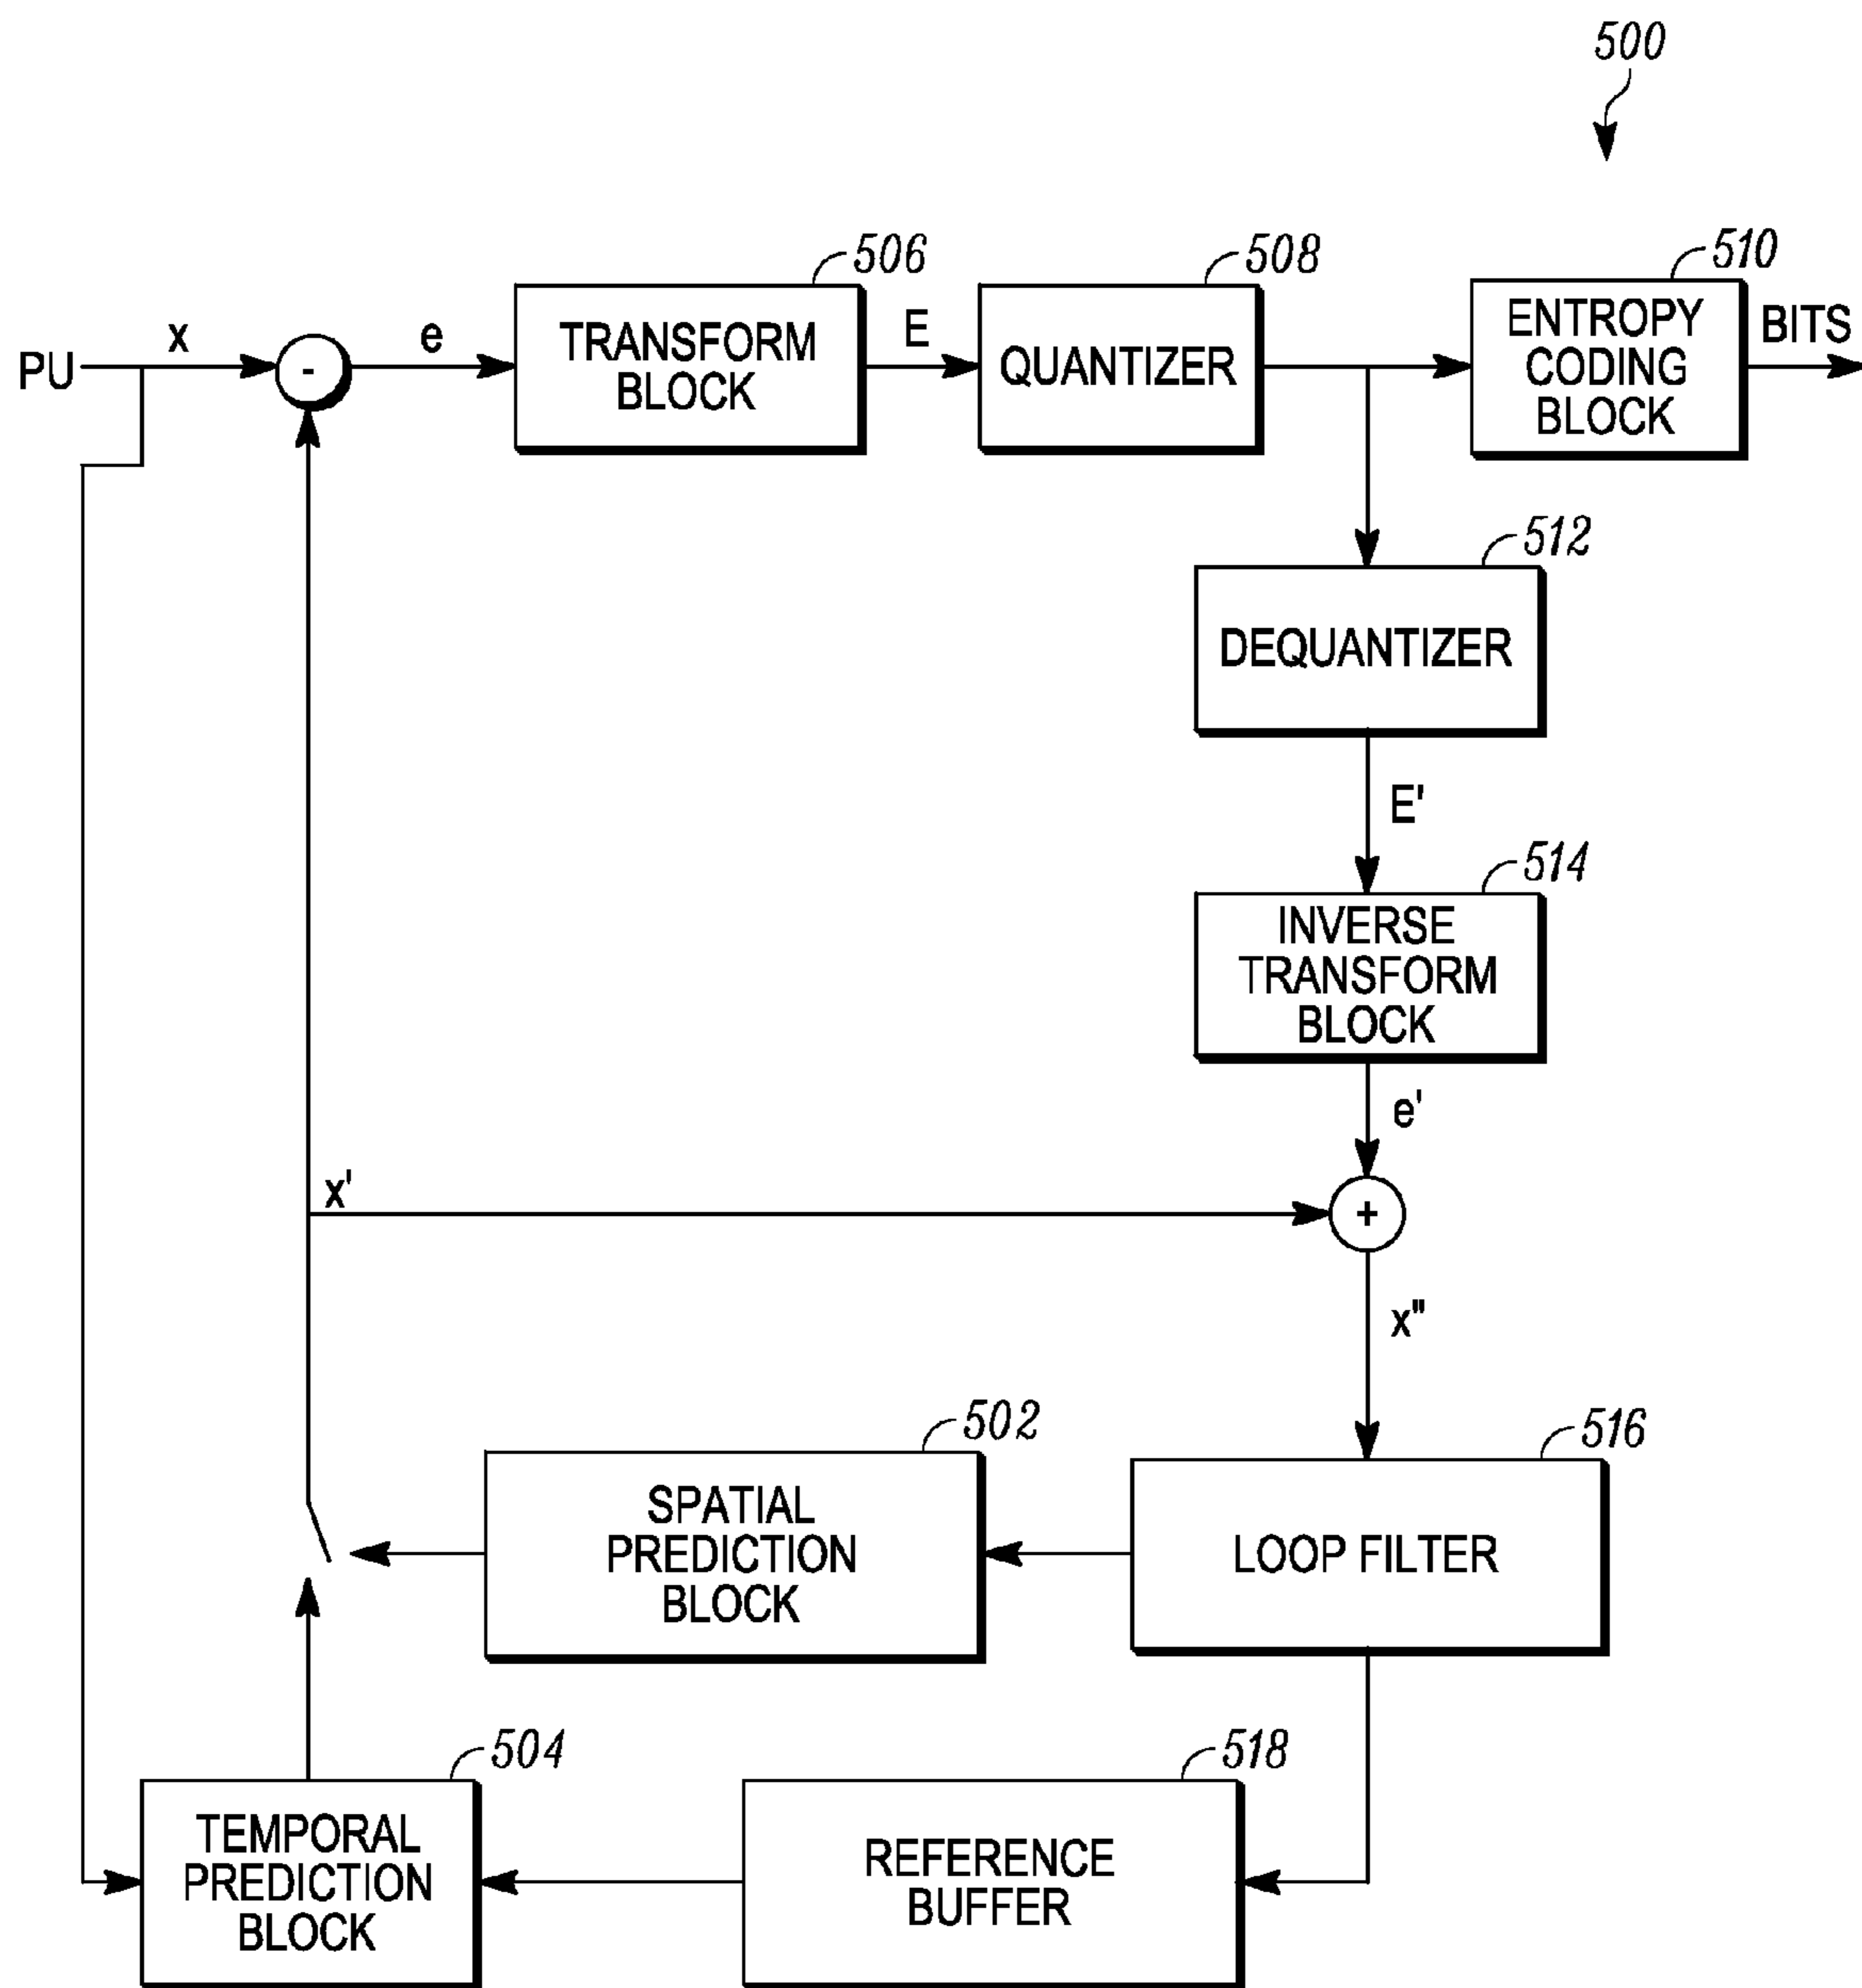 500
506
508
510
PU
x
-
e
TRANSFORM
BLOCK
E
QUANTIZER
ENTROPY
CODING
BLOCK
BITS
512
DEQUANTIZER
E'
514
INVERSE
TRANSFORM
BLOCK
e'
x'
+
x"
502
SPATIAL
PREDICTION
BLOCK
516
LOOP FILTER
504
TEMPORAL
PREDICTION
BLOCK
518
REFERENCE
BUFFER